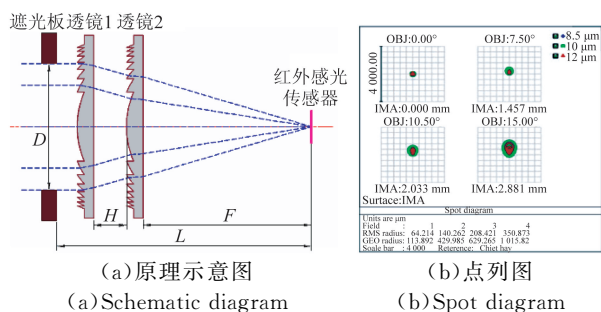 遮光板透镜1 透镜2
红外感光
传感器
D
H
F
L
(a)原理示意图
(a)Schematic diagram
OBJ:0.00°
OBJ:7.50°
8.5 μm
10 μm
12 μm
4 000.00
IMA:0.000 mm
IMA:1.457 mm
OBJ:10.50°
OBJ:15.00°
IMA:2.033 mm
IMA:2.881 mm
Surtace:IMA
Spot diagram
Units are μm
Field : 1 2 3 4
RMS radius: 64.214 140.262 208.421 350.873
GEO radius: 113.892 429.985 629.265 1 015.82
Scale bar : 4 000 Reterence: Chiet hay
(b)点列图
(b)Spot diagram